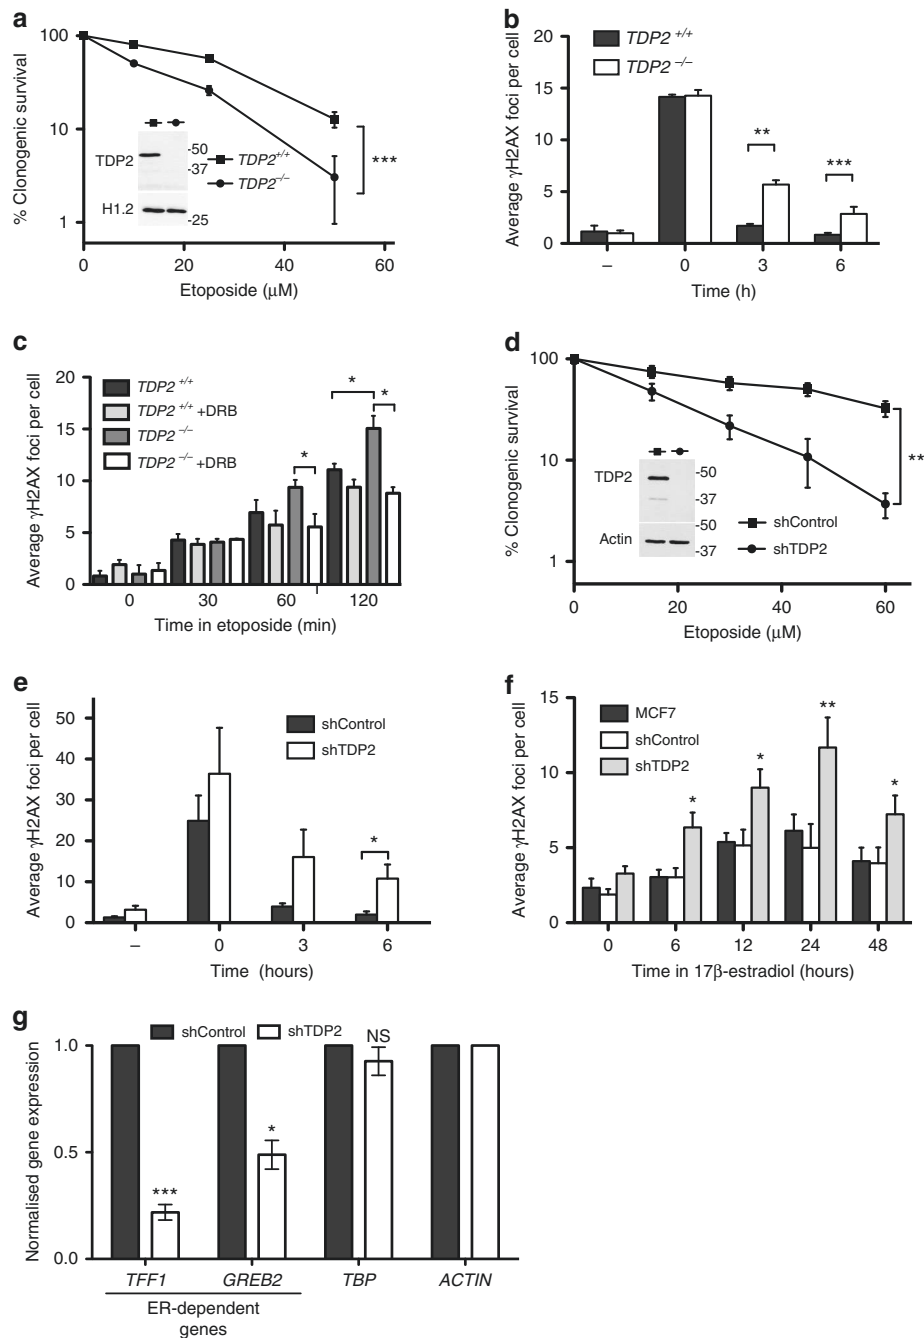 a
% Clonogenic survival
100
10
1
TDP2
H1.2
-50
-37
-25
TDP2+/+
TDP2–/–
***
0
20
40
60
Etoposide (μM)
b
Average γH2AX foci per cell
20
15
10
5
0
TDP2 +/+
TDP2 –/–
**
***
–
0
3
6
Time (h)
c
Average γH2AX foci per cell
20
15
10
5
0
TDP2 +/+
TDP2 +/+ +DRB
TDP2 –/–
TDP2 –/– +DRB
*
*
*
0
30
60
120
Time in etoposide (min)
d
% Clonogenic survival
100
10
1
TDP2
Actin
-50
-37
-50
-37
shControl
shTDP2
**
0
20
40
60
Etoposide (μM)
e
Average γH2AX foci per cell
50
40
30
20
10
0
shControl
shTDP2
*
–
0
3
6
Time (hours)
f
Average γH2AX foci per cell
15
10
5
0
MCF7
shControl
shTDP2
*
*
**
*
0
6
12
24
48
Time in 17β-estradiol (hours)
g
Normalised gene expression
1.0
0.5
0.0
shControl
shTDP2
***
*
NS
TFF1
GREB2
TBP
ACTIN
ER-dependent
genes